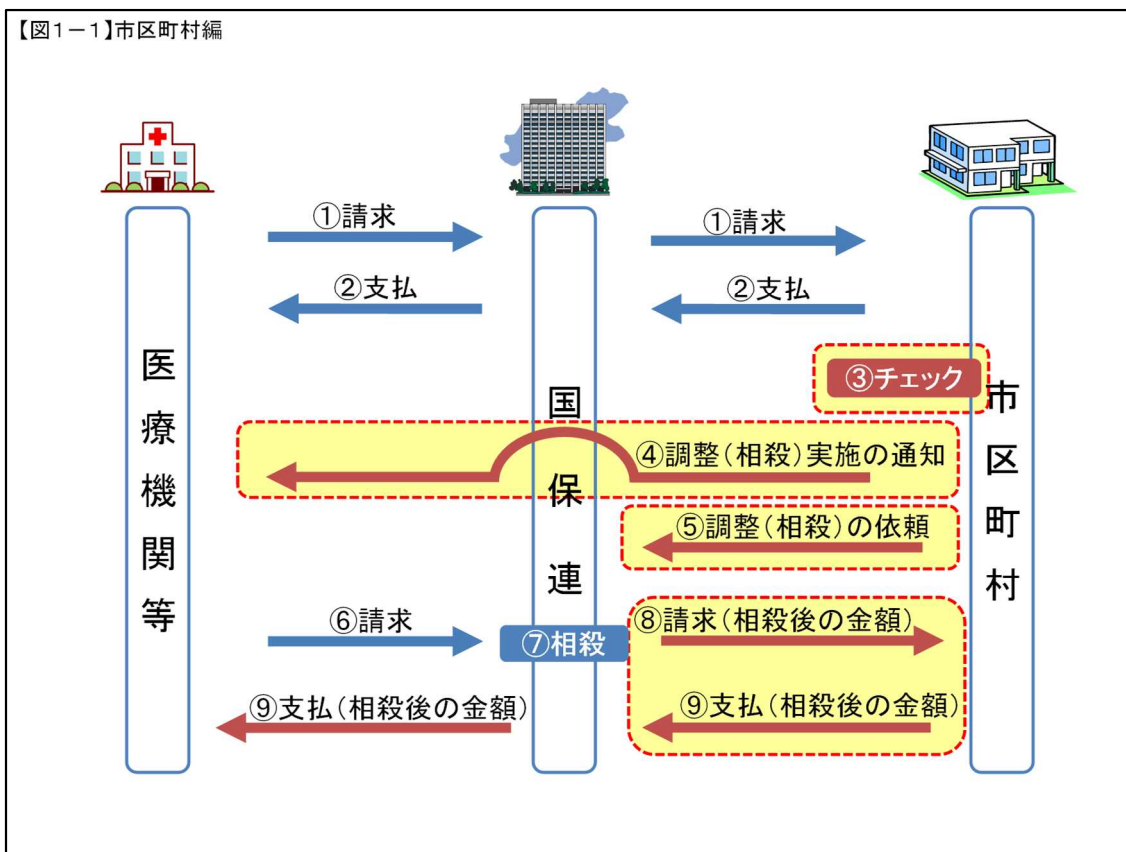 【図1－1】市区町村編
①請求
①請求
②支払
②支払
③チェック
④調整(相殺)実施の通知
⑤調整(相殺)の依頼
⑥請求
⑦相殺
⑧請求(相殺後の金額)
⑨支払(相殺後の金額)
⑨支払(相殺後の金額)
医療機関等
国保連
市区町村